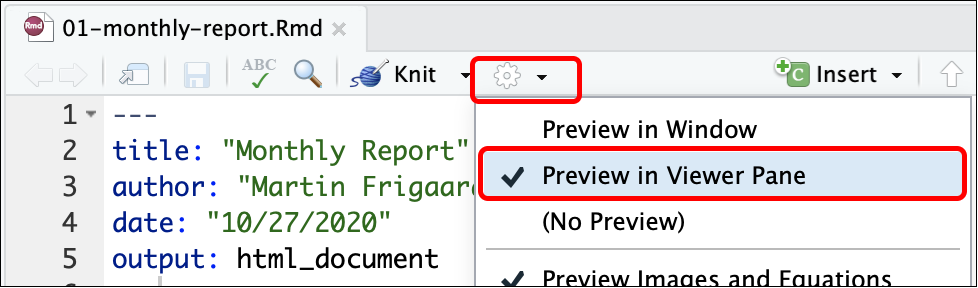 Rmd 01-monthly-report.Rmd ×
ABC Knit C Insert
1 ---
2 title: "Monthly Report"
3 author: "Martin Frigaard
4 date: "10/27/2020"
5 output: html_document
Preview in Window
Preview in Viewer Pane
(No Preview)
Preview Images and Equations